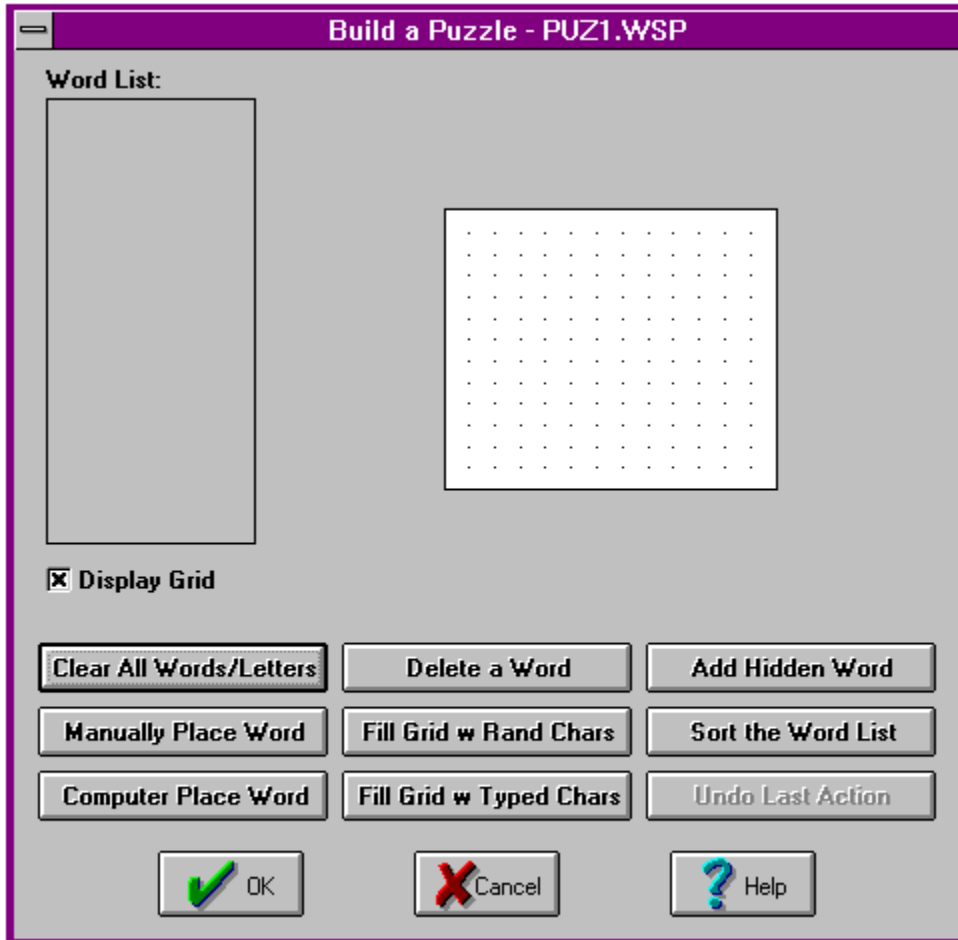 Build a Puzzle - PUZ1.WSP
Word List:
Display Grid
Clear All Words/Letters
Delete a Word
Add Hidden Word
Manually Place Word
Fill Grid w Rand Chars
Sort the Word List
Computer Place Word
Fill Grid w Typed Chars
Undo Last Action
OK
Cancel
Help